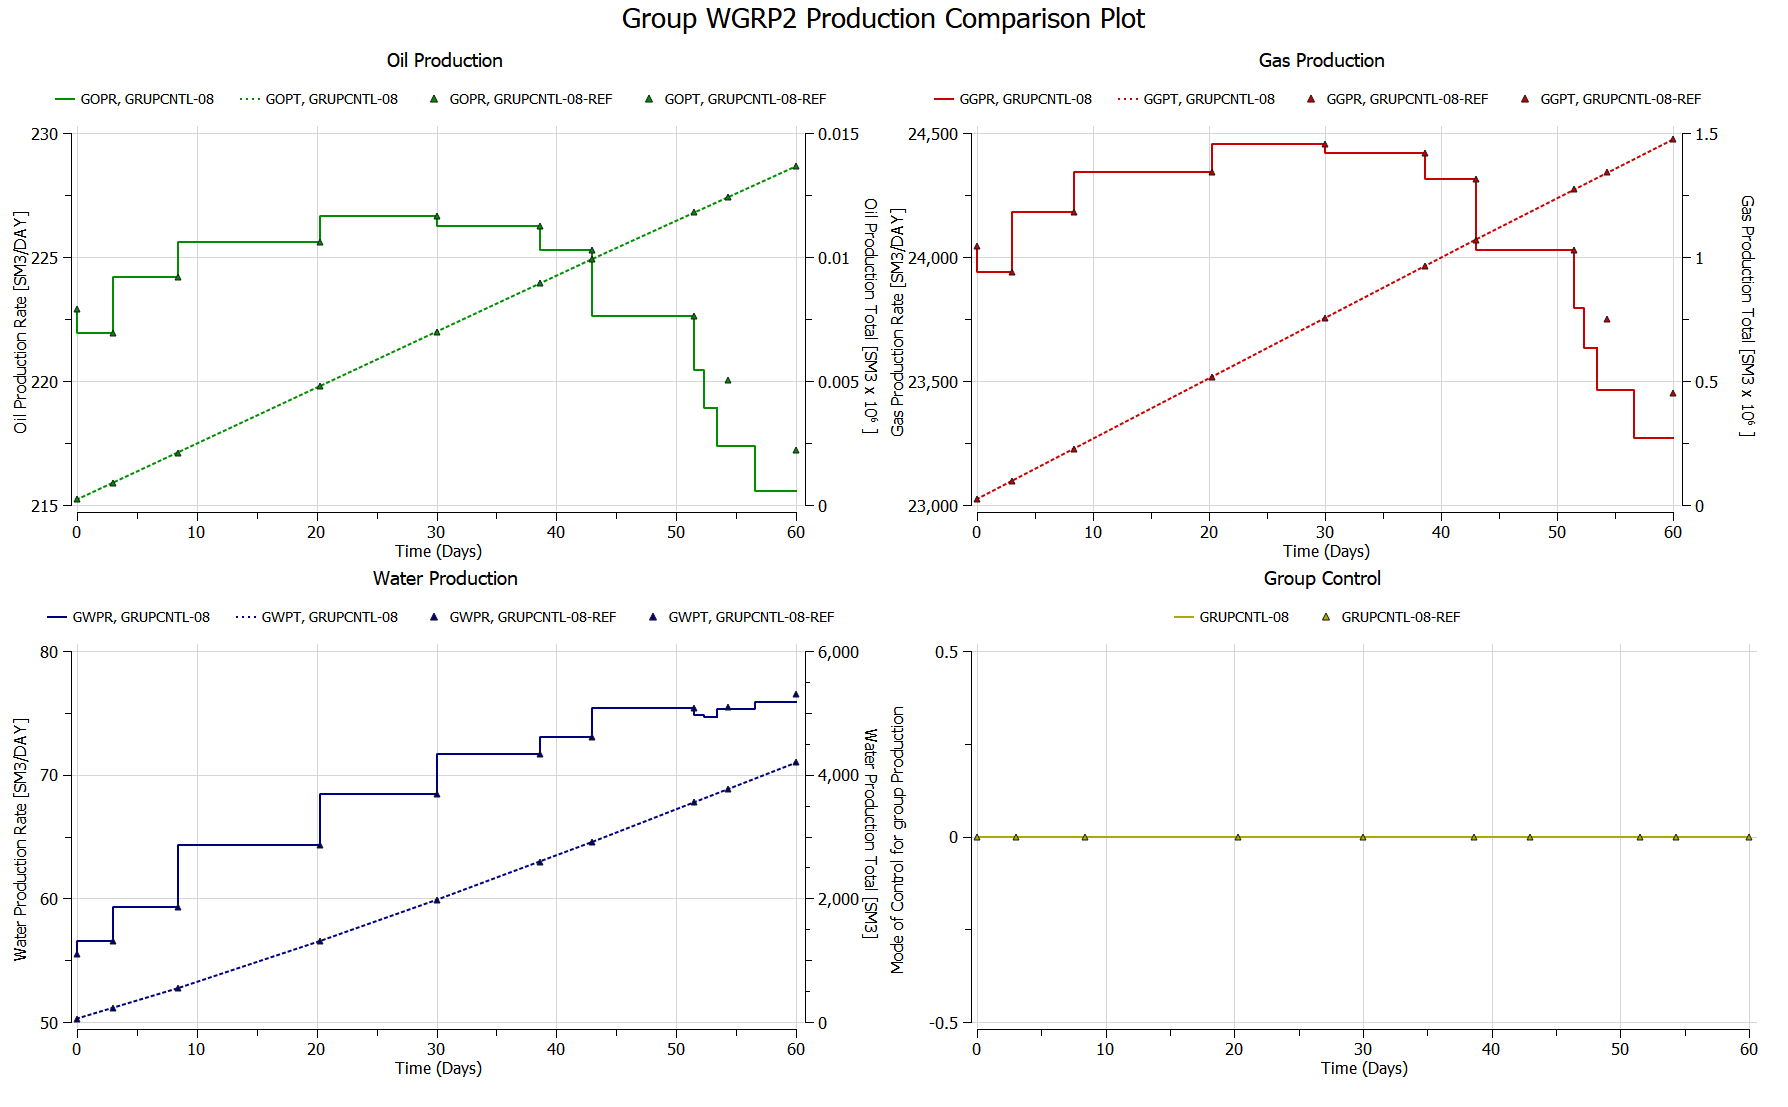 Group WGRP2 Production Comparison Plot
Oil Production
GOPR, GRUPCNTL-08 GOPT, GRUPCNTL-08 GOPR, GRUPCNTL-08-REF GOPT, GRUPCNTL-08-REF
230
225
220
215
Oil Production Rate [SM3/DAY]
0.015
0.01
0.005
0
Oil Production Total [SM3 x 10⁶ ]
0 10 20 30 40 50 60
Time (Days)
Gas Production
GGPR, GRUPCNTL-08 GGPT, GRUPCNTL-08 GGPR, GRUPCNTL-08-REF GGPT, GRUPCNTL-08-REF
24,500
24,000
23,500
23,000
Gas Production Rate [SM3/DAY]
1.5
1
0.5
0
Gas Production Total [SM3 x 10⁶ ]
0 10 20 30 40 50 60
Time (Days)
Water Production
GWPR, GRUPCNTL-08 GWPT, GRUPCNTL-08 GWPR, GRUPCNTL-08-REF GWPT, GRUPCNTL-08-REF
80
70
60
50
Water Production Rate [SM3/DAY]
6,000
4,000
2,000
0
Water Production Total [SM3]
0 10 20 30 40 50 60
Time (Days)
Group Control
GRUPCNTL-08 GRUPCNTL-08-REF
0.5
0
-0.5
Mode of Control for group Production
0 10 20 30 40 50 60
Time (Days)